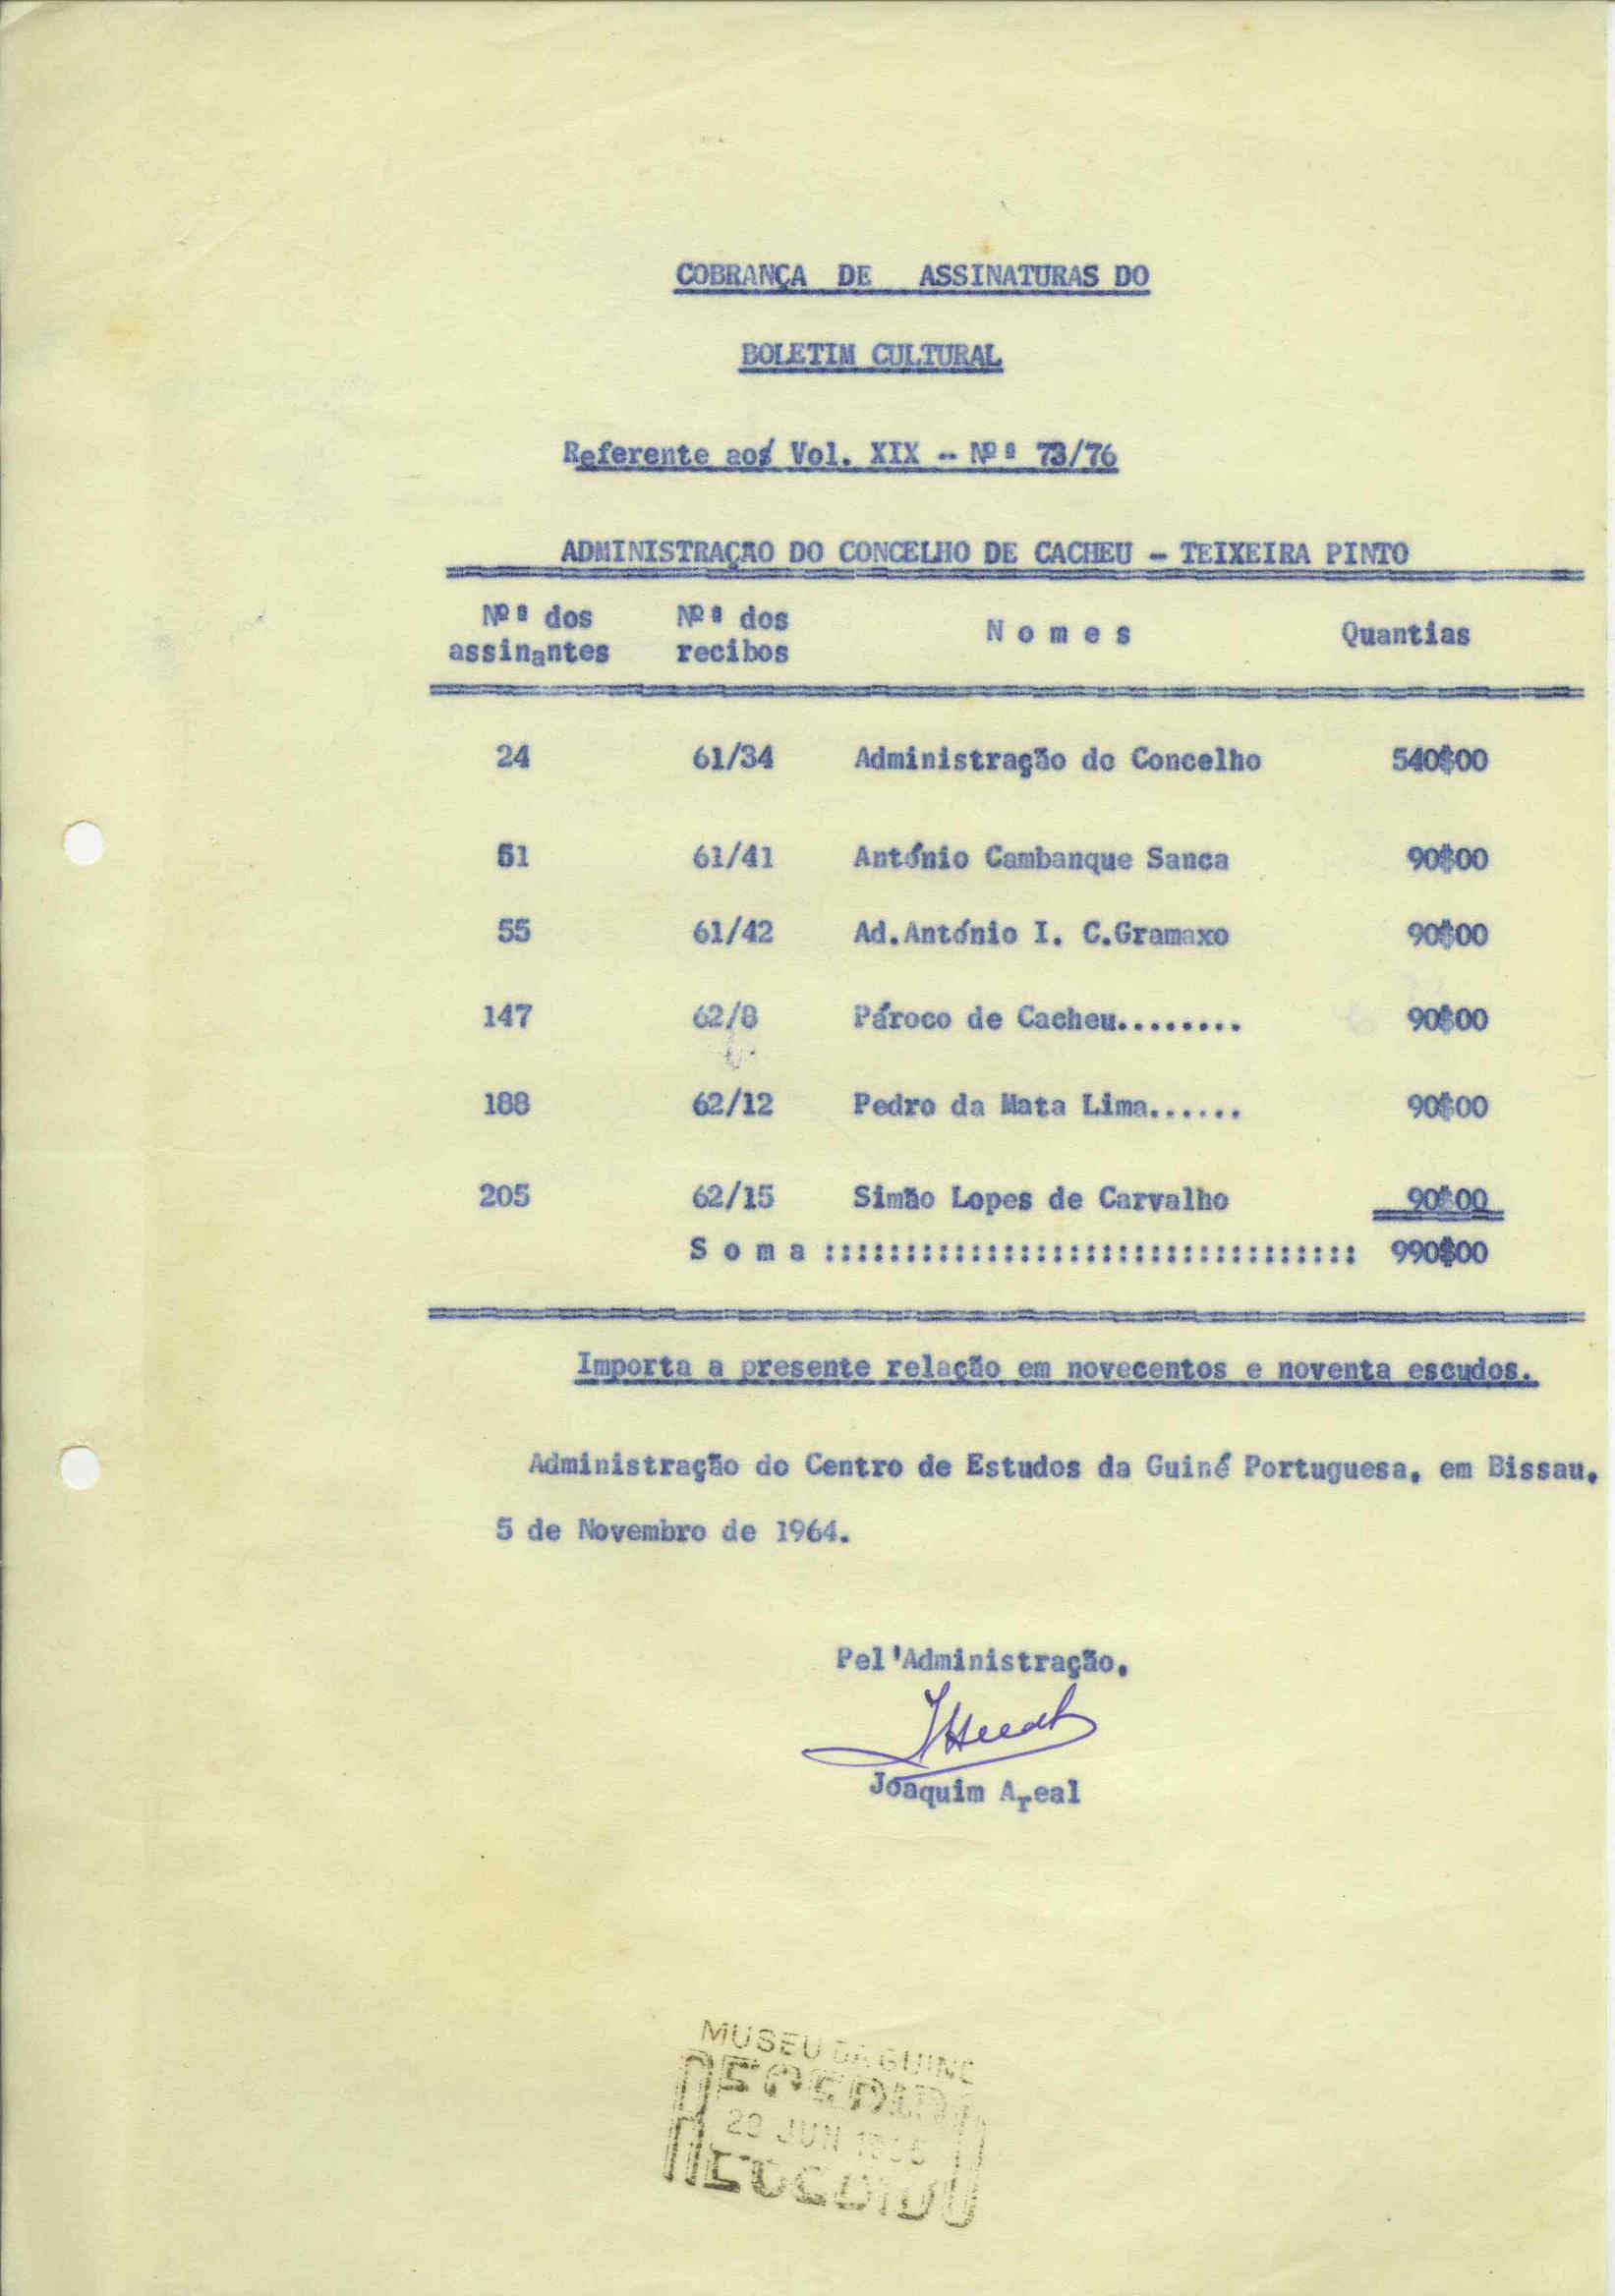 COBRANÇA DE ASSINATURAS DO
BOLETIM CULTURAL
Referente ao Vol. XIX - Nºs 73/76
ADMINISTRAÇÃO DO CONCELHO DE CACHEU - TEIXEIRA PINTO
Nºs dos assinantes Nºs dos recibos N o m e s Quantias
24 61/34 Administração do Concelho 540$00
51 61/41 António Cambanque Sanca 90$00
55 61/42 Ad.António I. C.Gramaxo 90$00
147 62/8 Pároco de Cacheu........ 90$00
188 62/12 Pedro da Mata Lima...... 90$00
205 62/15 Simão Lopes de Carvalho 90$00
S o m a ::::::::::::::::::::::::::::::::: 990$00
Importa a presente relação em novecentos e noventa escudos.
Administração do Centro de Estudos da Guiné Portuguesa, em Bissau,
5 de Novembro de 1964.
Pel'Administração,
Joaquim Areal
MUSEU DA GUINÉ
29 JUN